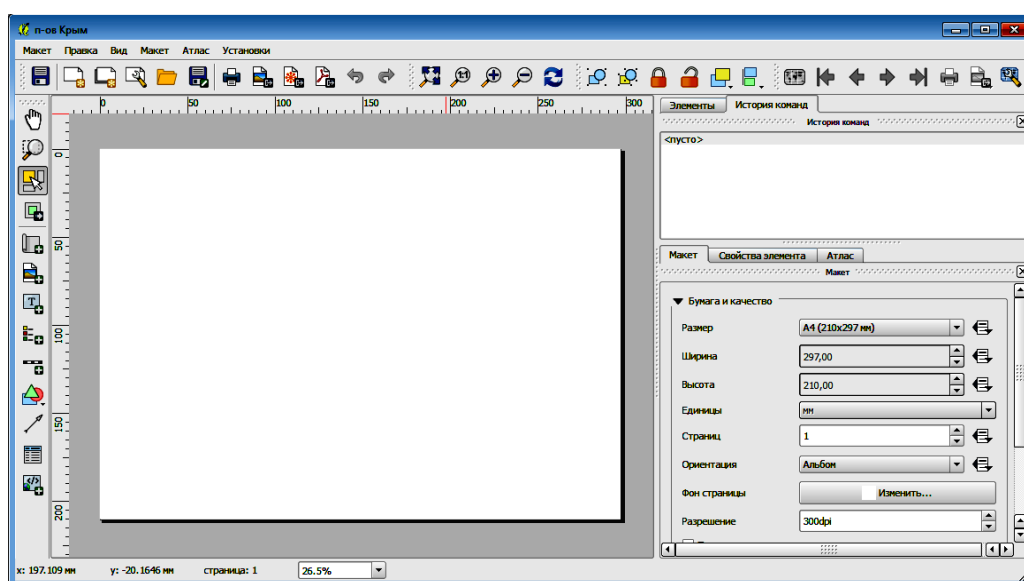 п-ов Крым
Макет Правка Вид Макет Атлас Установки
0 50 100 150 200 250 300
0
50
100
150
200
Элементы История команд
История команд
<пусто>
Макет Свойства элемента Атлас
Макет
Бумага и качество
Размер A4 (210x297 мм)
Ширина 297,00
Высота 210,00
Единицы мм
Страниц 1
Ориентация Альбом
Фон страницы Изменить...
Разрешение 300dpi
x: 197.109 мм y: -20.1646 мм страница: 1 26.5%